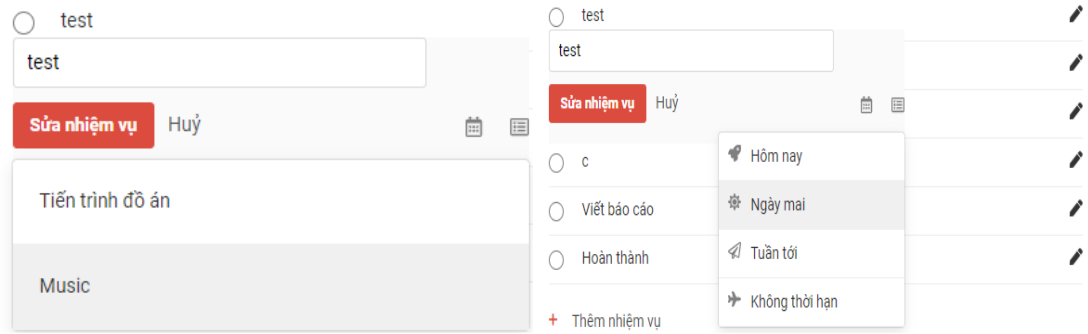 test
test
Sửa nhiệm vụ Huỷ
Tiến trình đồ án
Music
test
test
Sửa nhiệm vụ Huỷ
Hôm nay
c
Ngày mai
Viết báo cáo
Tuần tới
Hoàn thành
Không thời hạn
+ Thêm nhiệm vụ